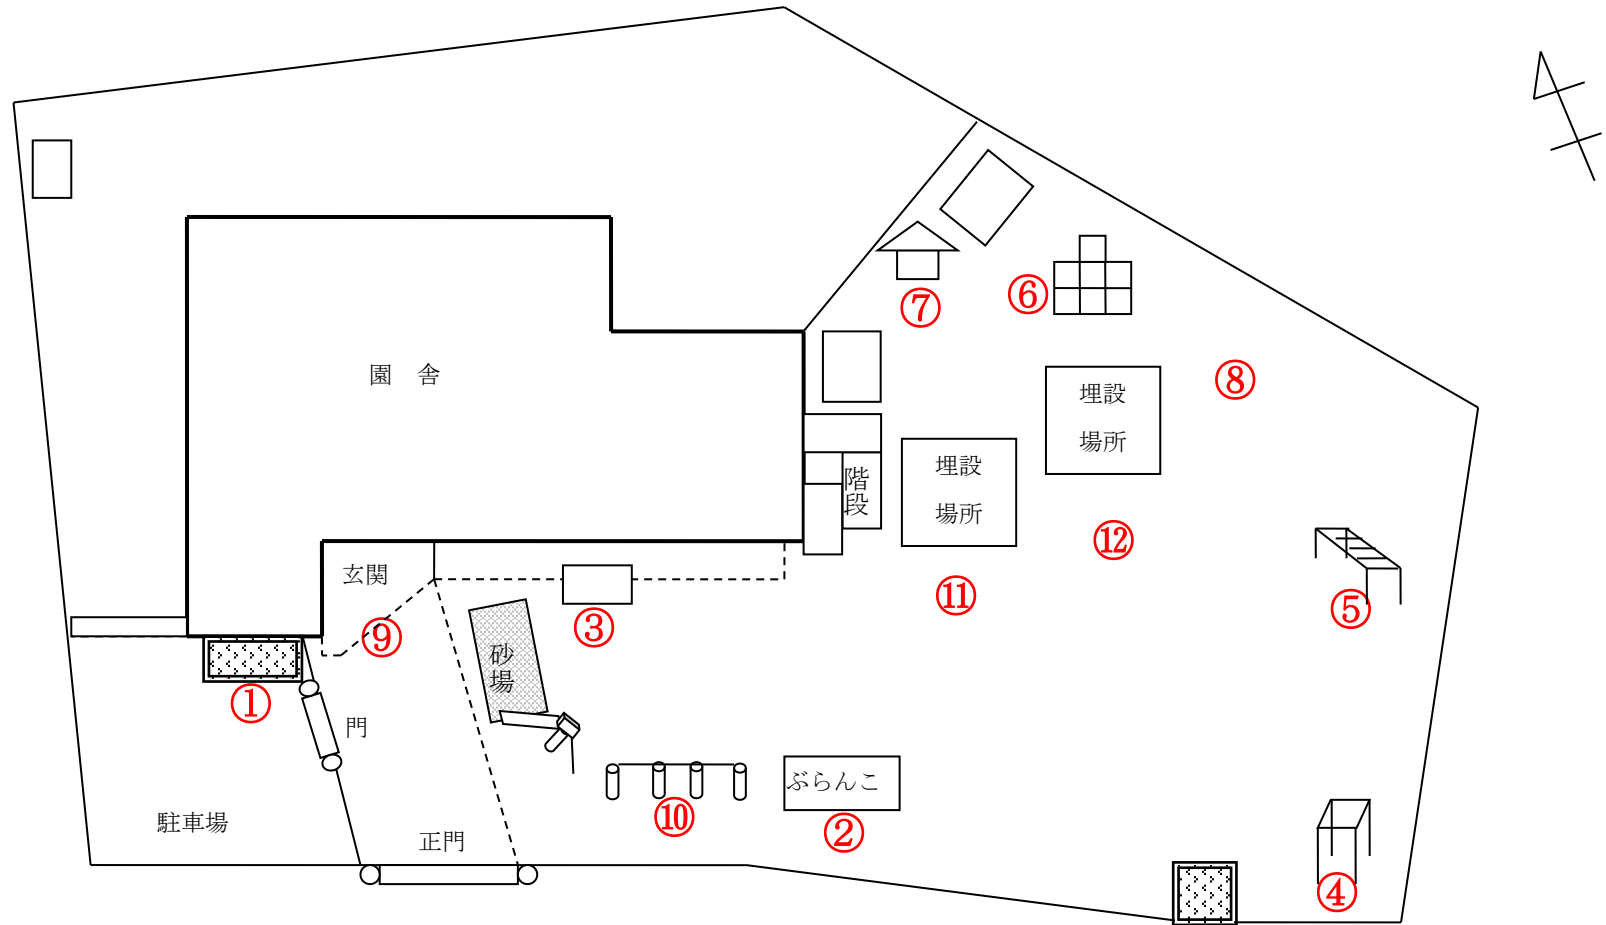 ⑦
⑥
園　舎
⑧
埋設
場所
埋設
場所
階
段
⑫
玄関
⑪
⑤
⑨
③
砂
場
①
門
ぶらんこ
⑩
②
駐車場
正門
④